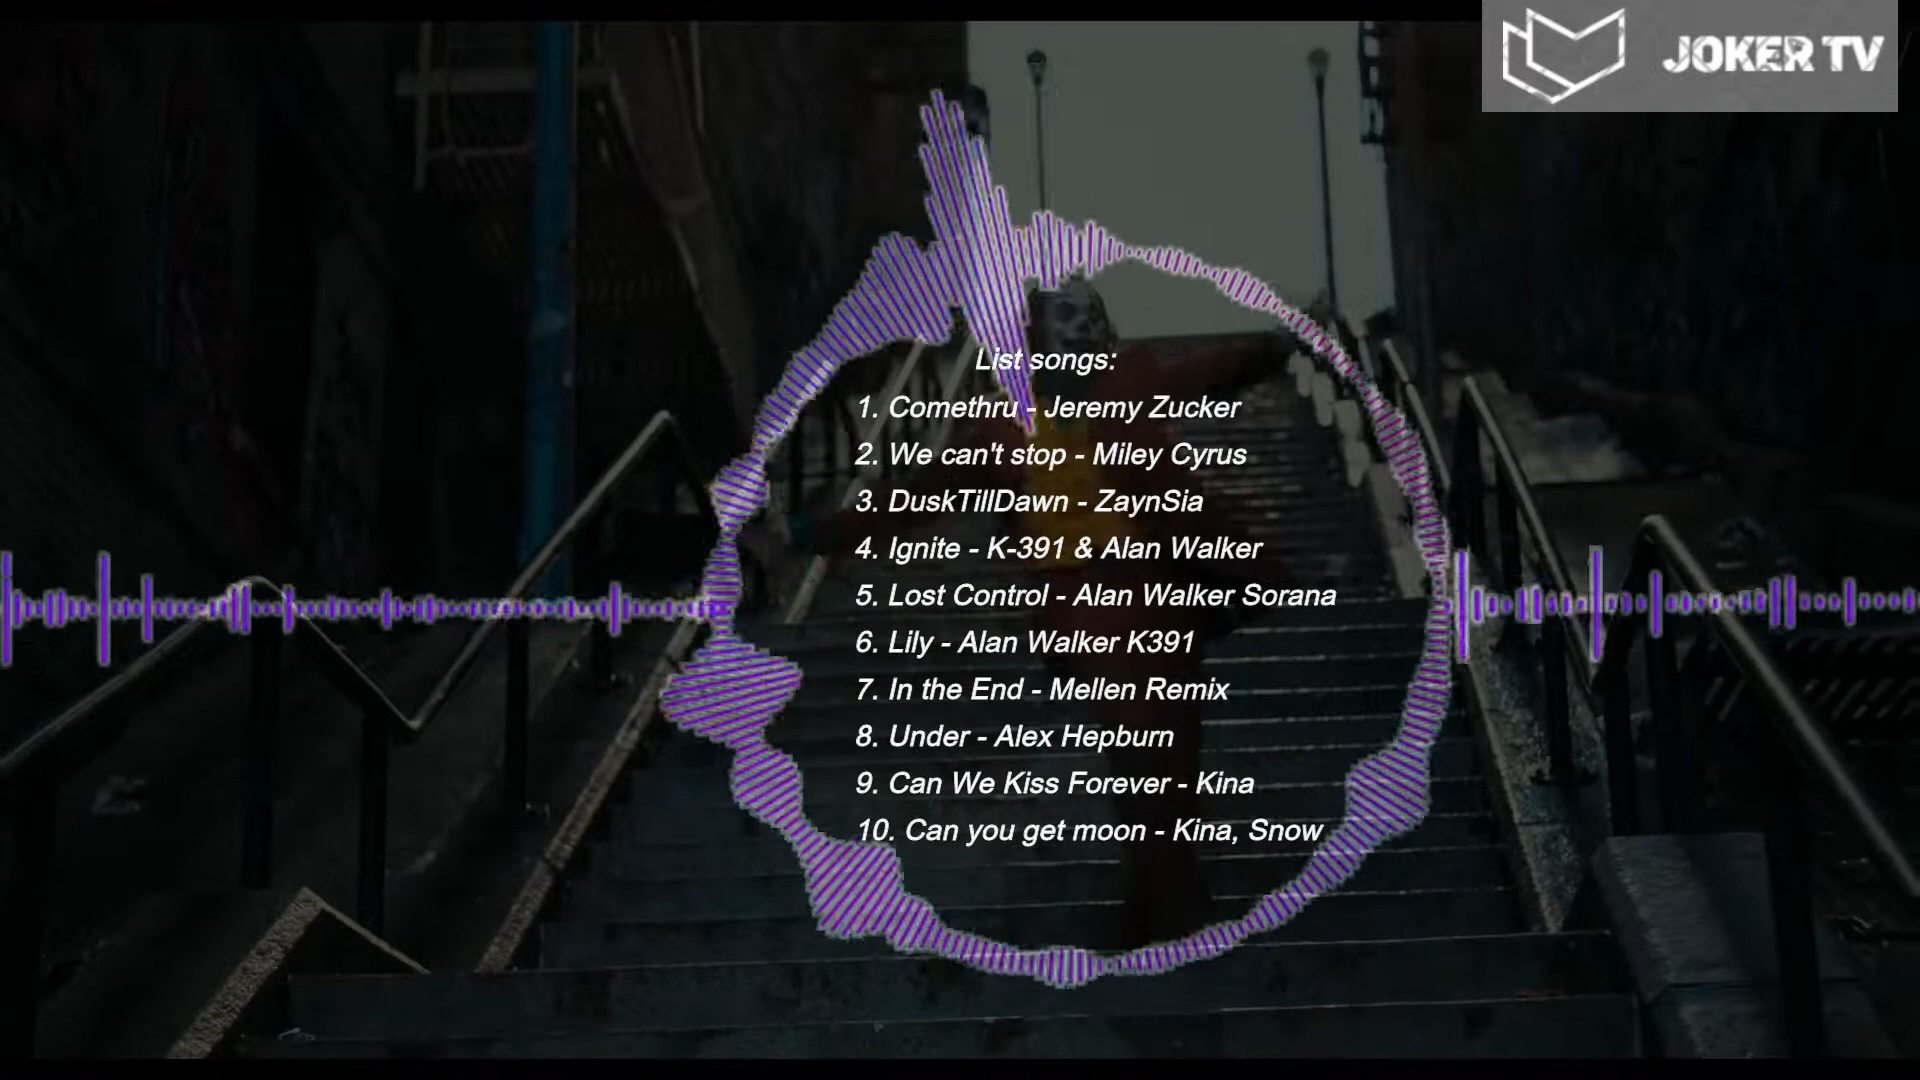 JOKER TV
List songs:
1. Comethru - Jeremy Zucker
2. We can't stop - Miley Cyrus
3. DuskTillDawn - ZaynSia
4. Ignite - K-391 & Alan Walker
5. Lost Control - Alan Walker Sorana
6. Lily - Alan Walker K391
7. In the End - Mellen Remix
8. Under - Alex Hepburn
9. Can We Kiss Forever - Kina
10. Can you get moon - Kina, Snow